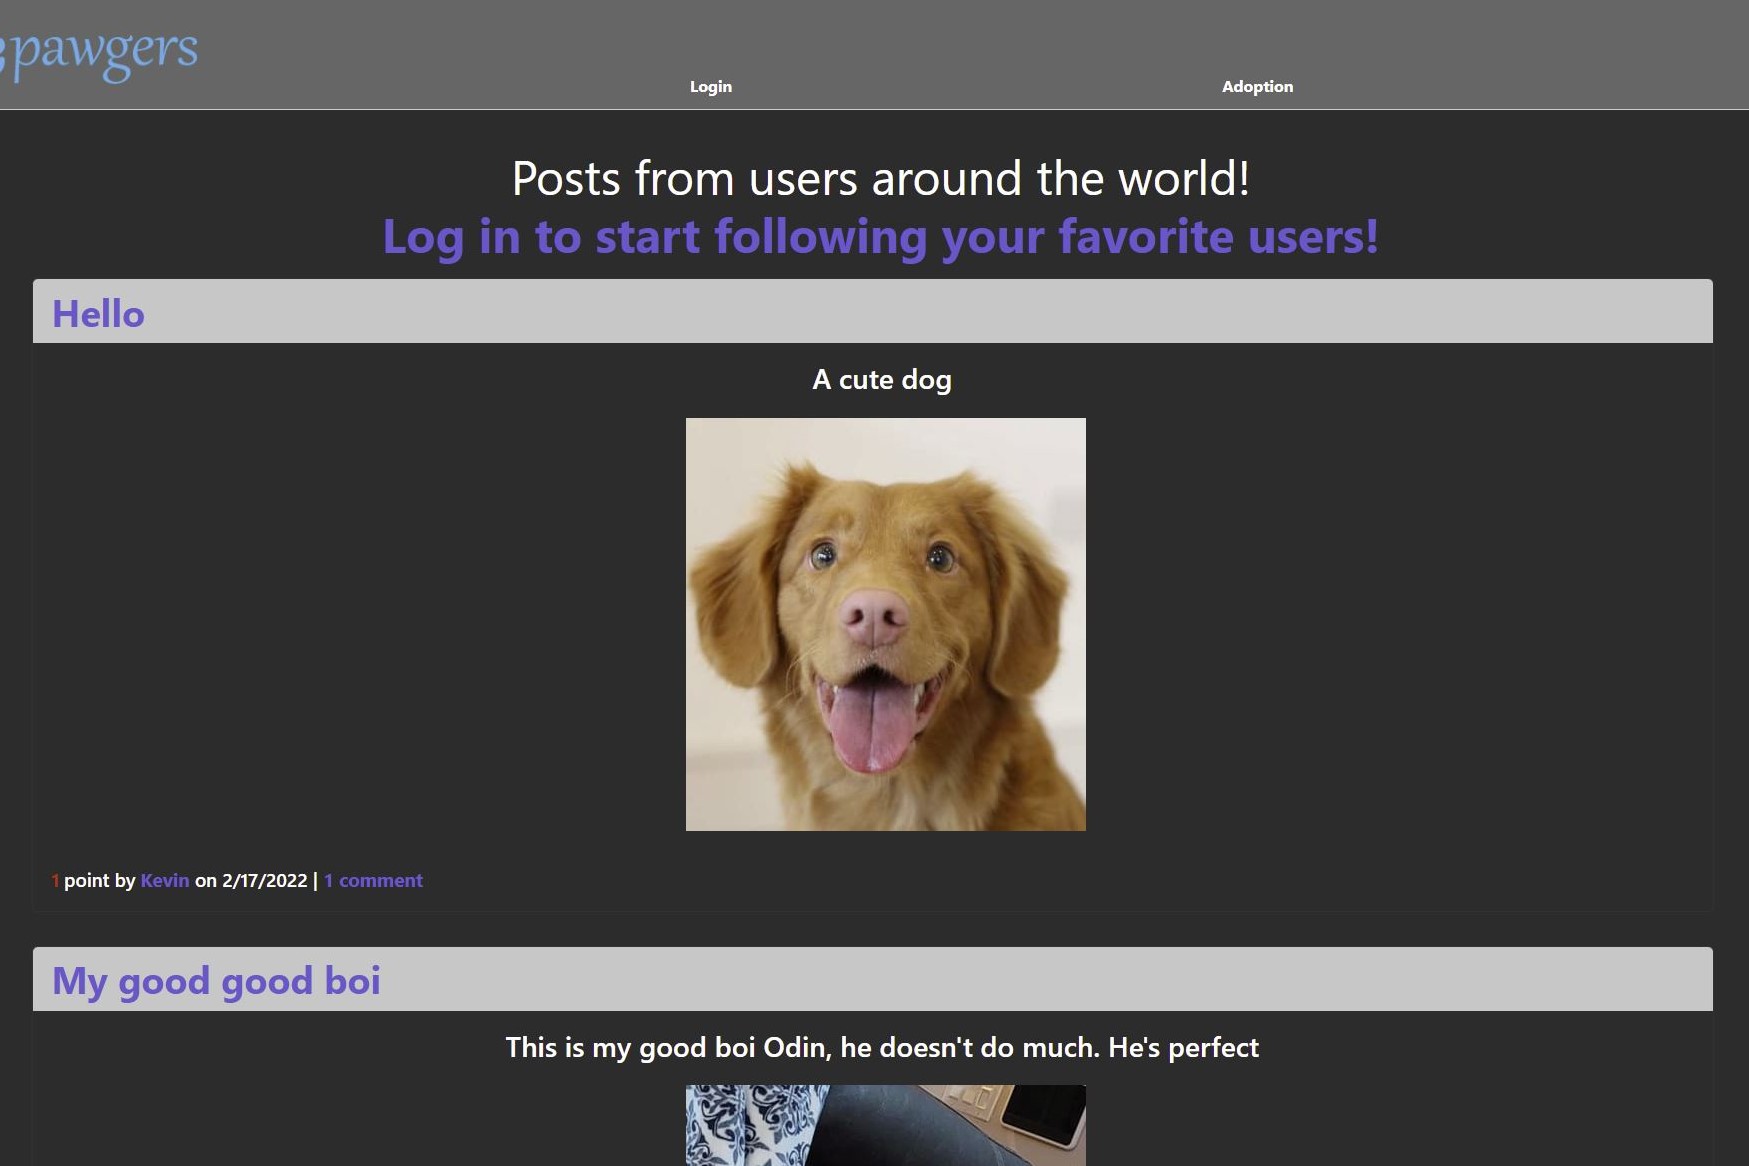 pawgers
Login
Adoption
Posts from users around the world!
Log in to start following your favorite users!
Hello
A cute dog
1 point by Kevin on 2/17/2022 | 1 comment
My good good boi
This is my good boi Odin, he doesn't do much. He's perfect